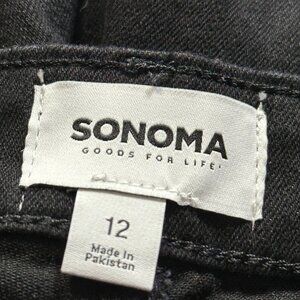 SONOMA
GOODS FOR LIFE
12
Made in
Pakistan